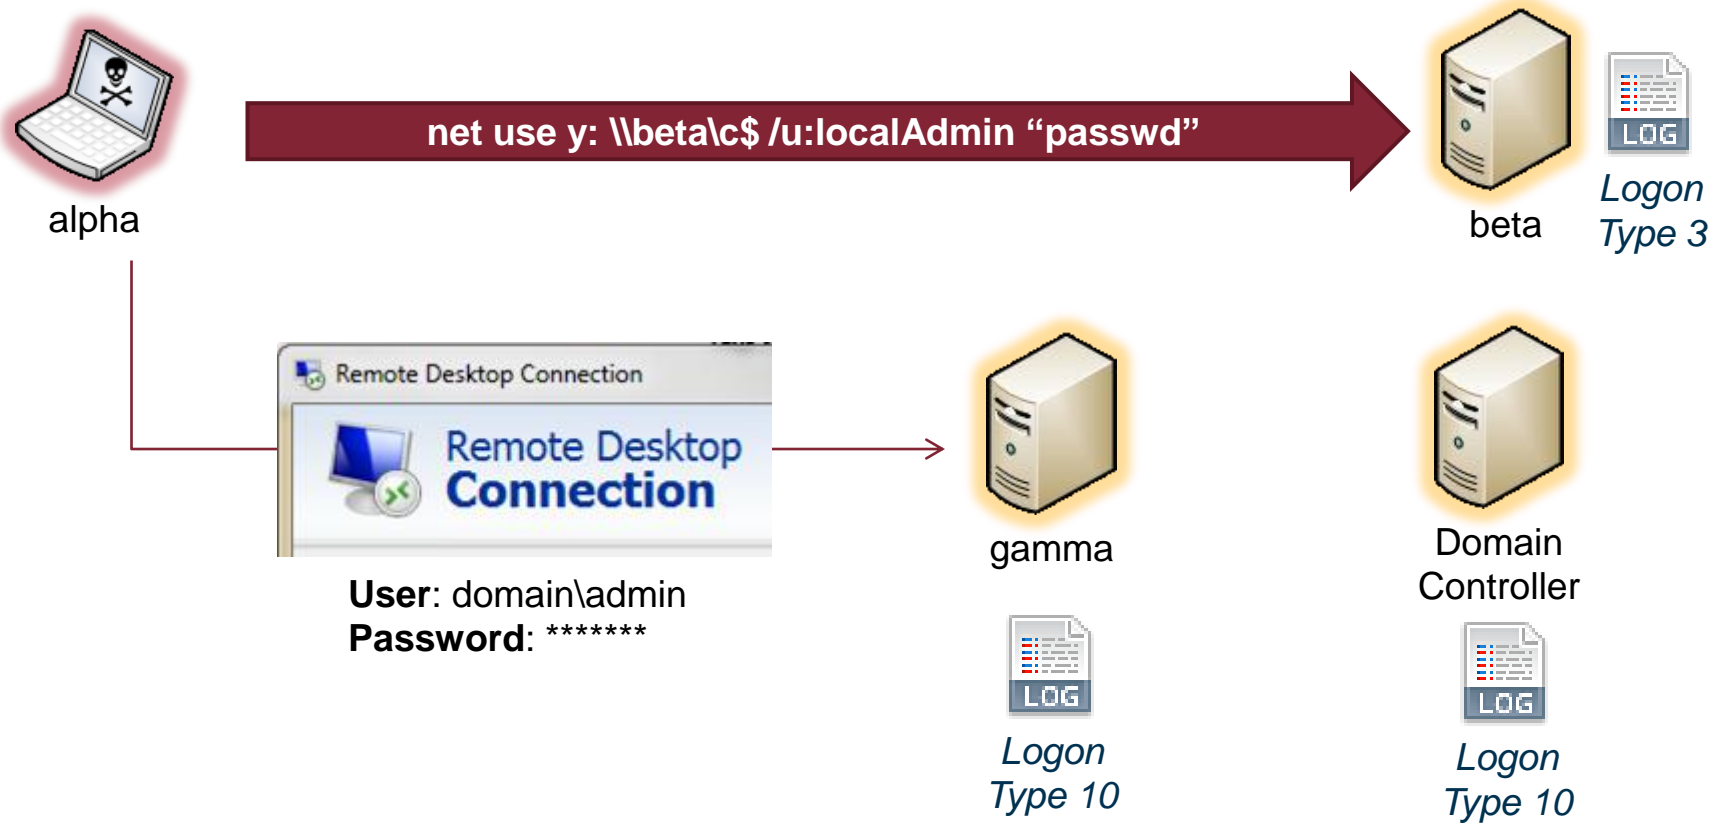 net use y: \\beta\c$ /u:localAdmin “passwd”
LOG
alpha
beta
Logon
Type 3
Remote Desktop Connection
Remote Desktop
Connection
gamma
Domain
Controller
User: domain\admin
Password: *******
LOG
LOG
Logon
Type 10
Logon
Type 10